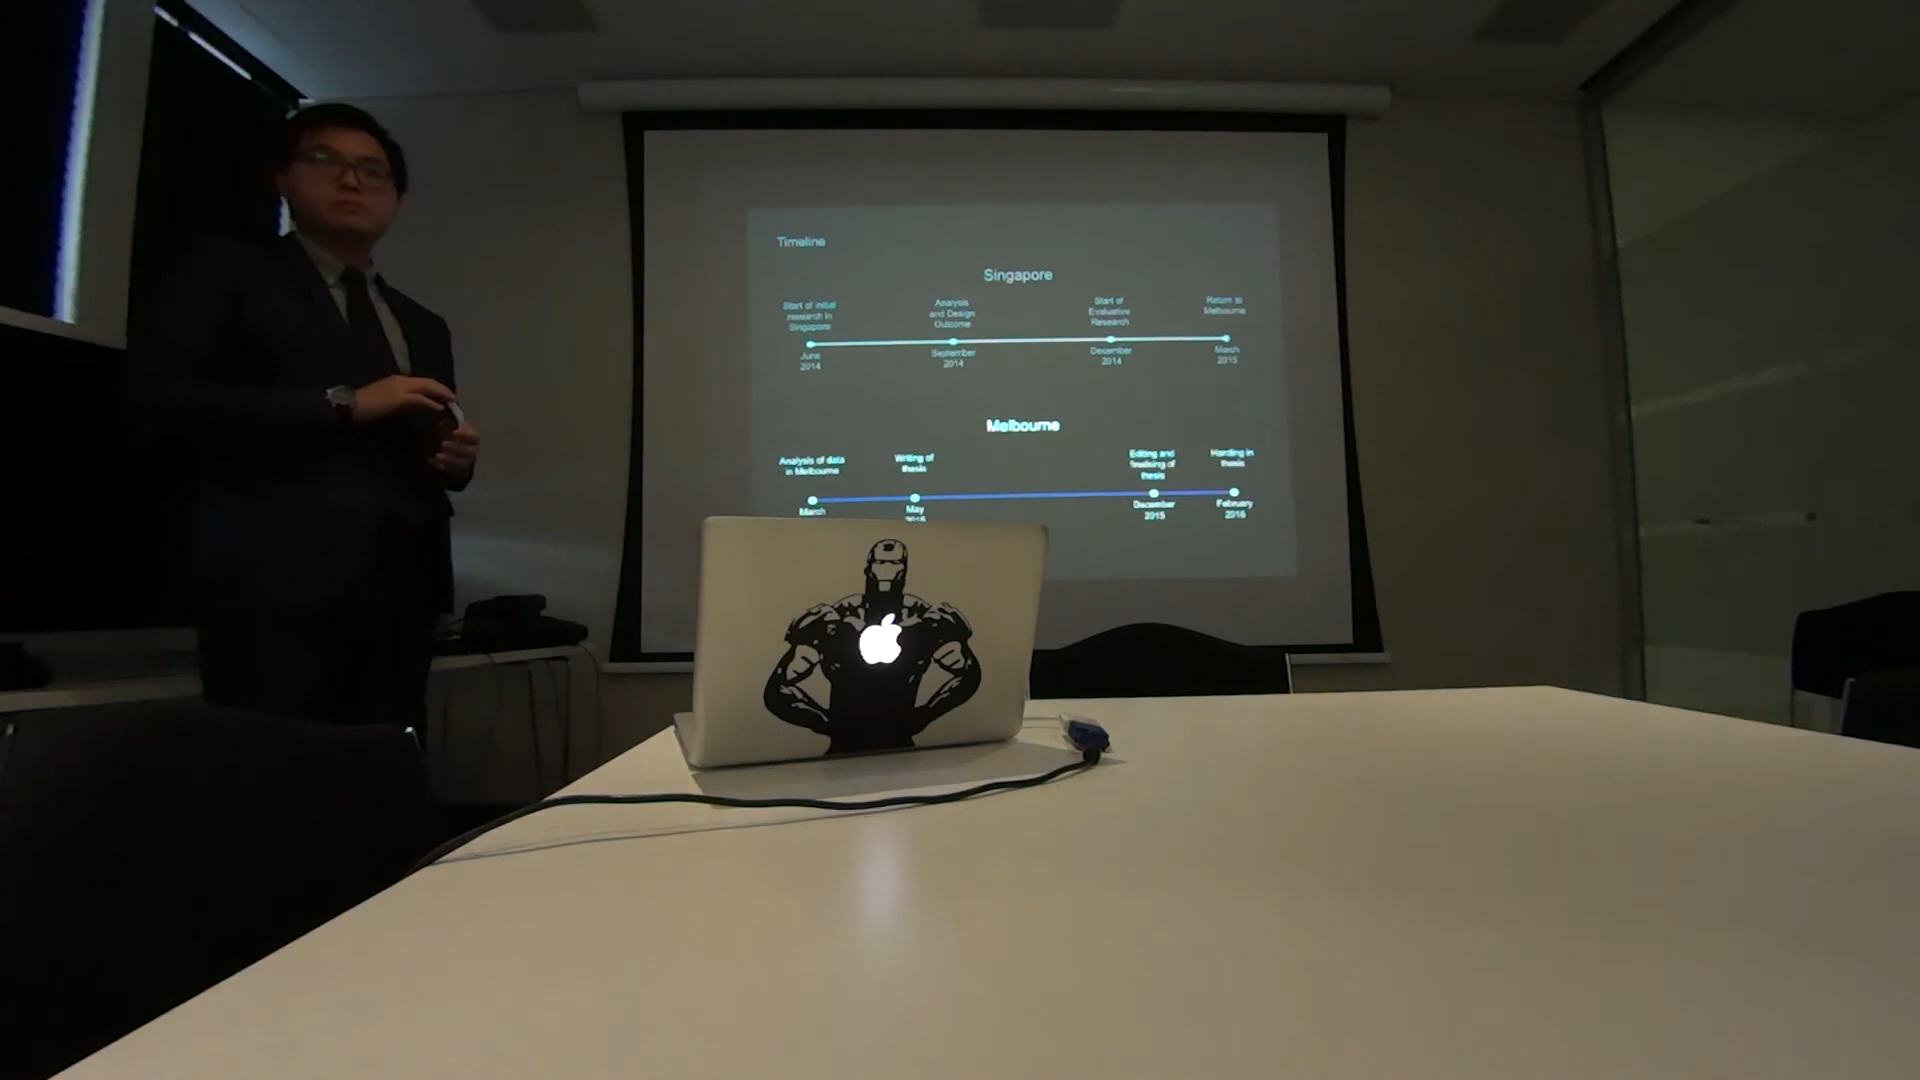 Timeline
Singapore
Start of initial
research in
Singapore
Analysis
and Design
Outcome
Start of
Evaluative
Research
Return to
Melbourne
June
2014
September
2014
December
2014
March
2015
Melbourne
Analysis of data
in Melbourne
Writing of
thesis
Editing and
finalising of
thesis
Handing in
thesis
March
May
December
2015
February
2016